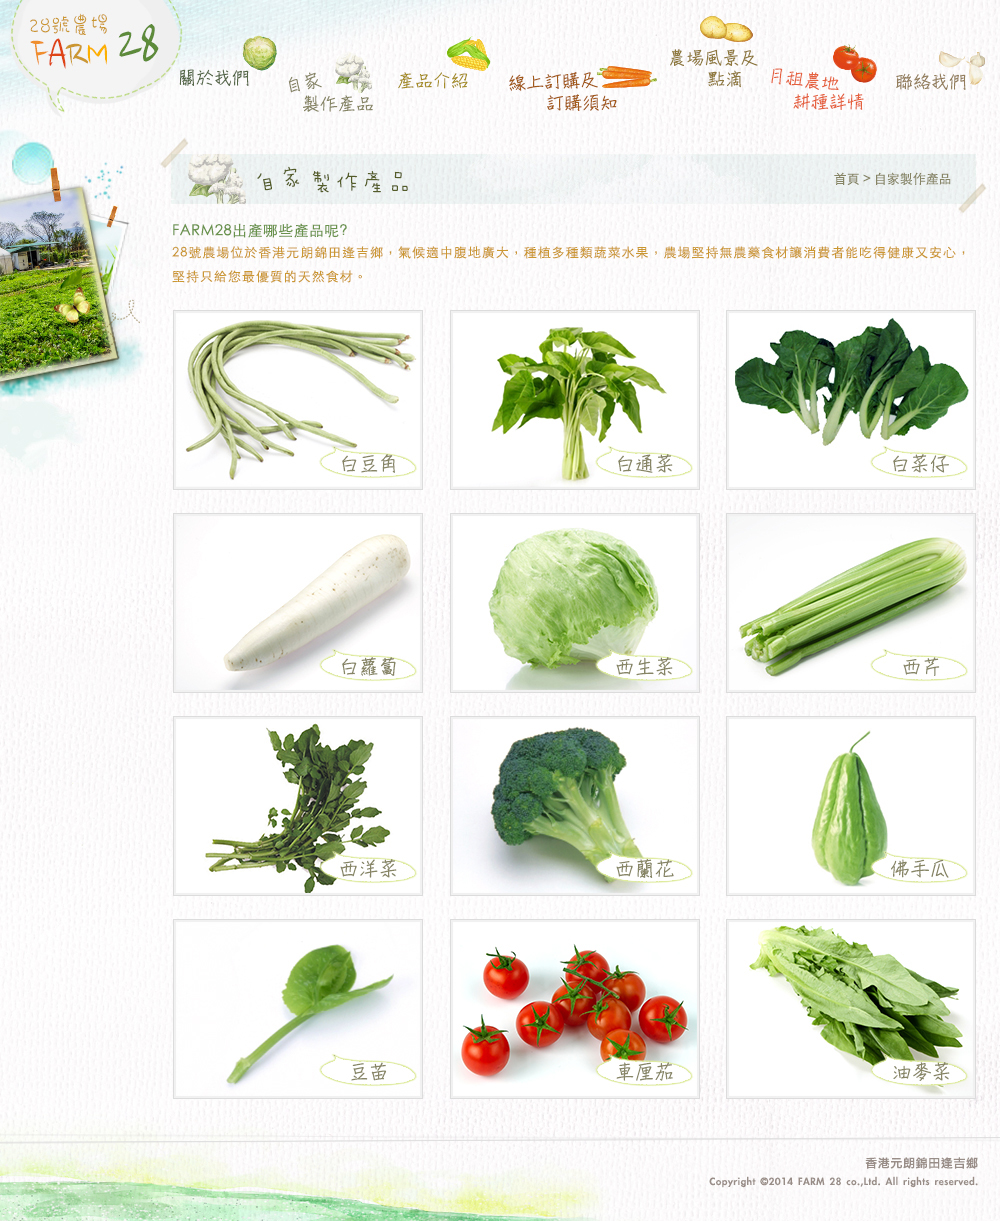 28號農場
FARM 28
關於我們
自家
製作產品
產品介紹
線上訂購及
訂購須知
農場風景及
點滴
月租農地
耕種詳情
聯絡我們
自家製作產品
首頁 > 自家製作產品
FARM28出產哪些產品呢?
28號農場位於香港元朗錦田逢吉鄉，氣候適中腹地廣大，種植多種類蔬菜水果，農場堅持無農藥食材讓消費者能吃得健康又安心，
堅持只給您最優質的天然食材。
白豆角
白通菜
白菜仔
白蘿蔔
西生菜
西芹
西洋菜
西蘭花
佛手瓜
豆苗
車厘茄
油麥菜
香港元朗錦田逢吉鄉
Copyright ©2014 FARM 28 co.,Ltd. All rights reserved.